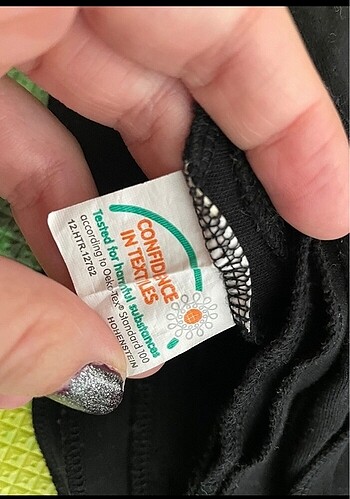 CONFIDENCE
IN TEXTILES
Tested for harmful substances
according to Oeko-Tex® Standard 100
12.HTR.12762 HOHENSTEIN